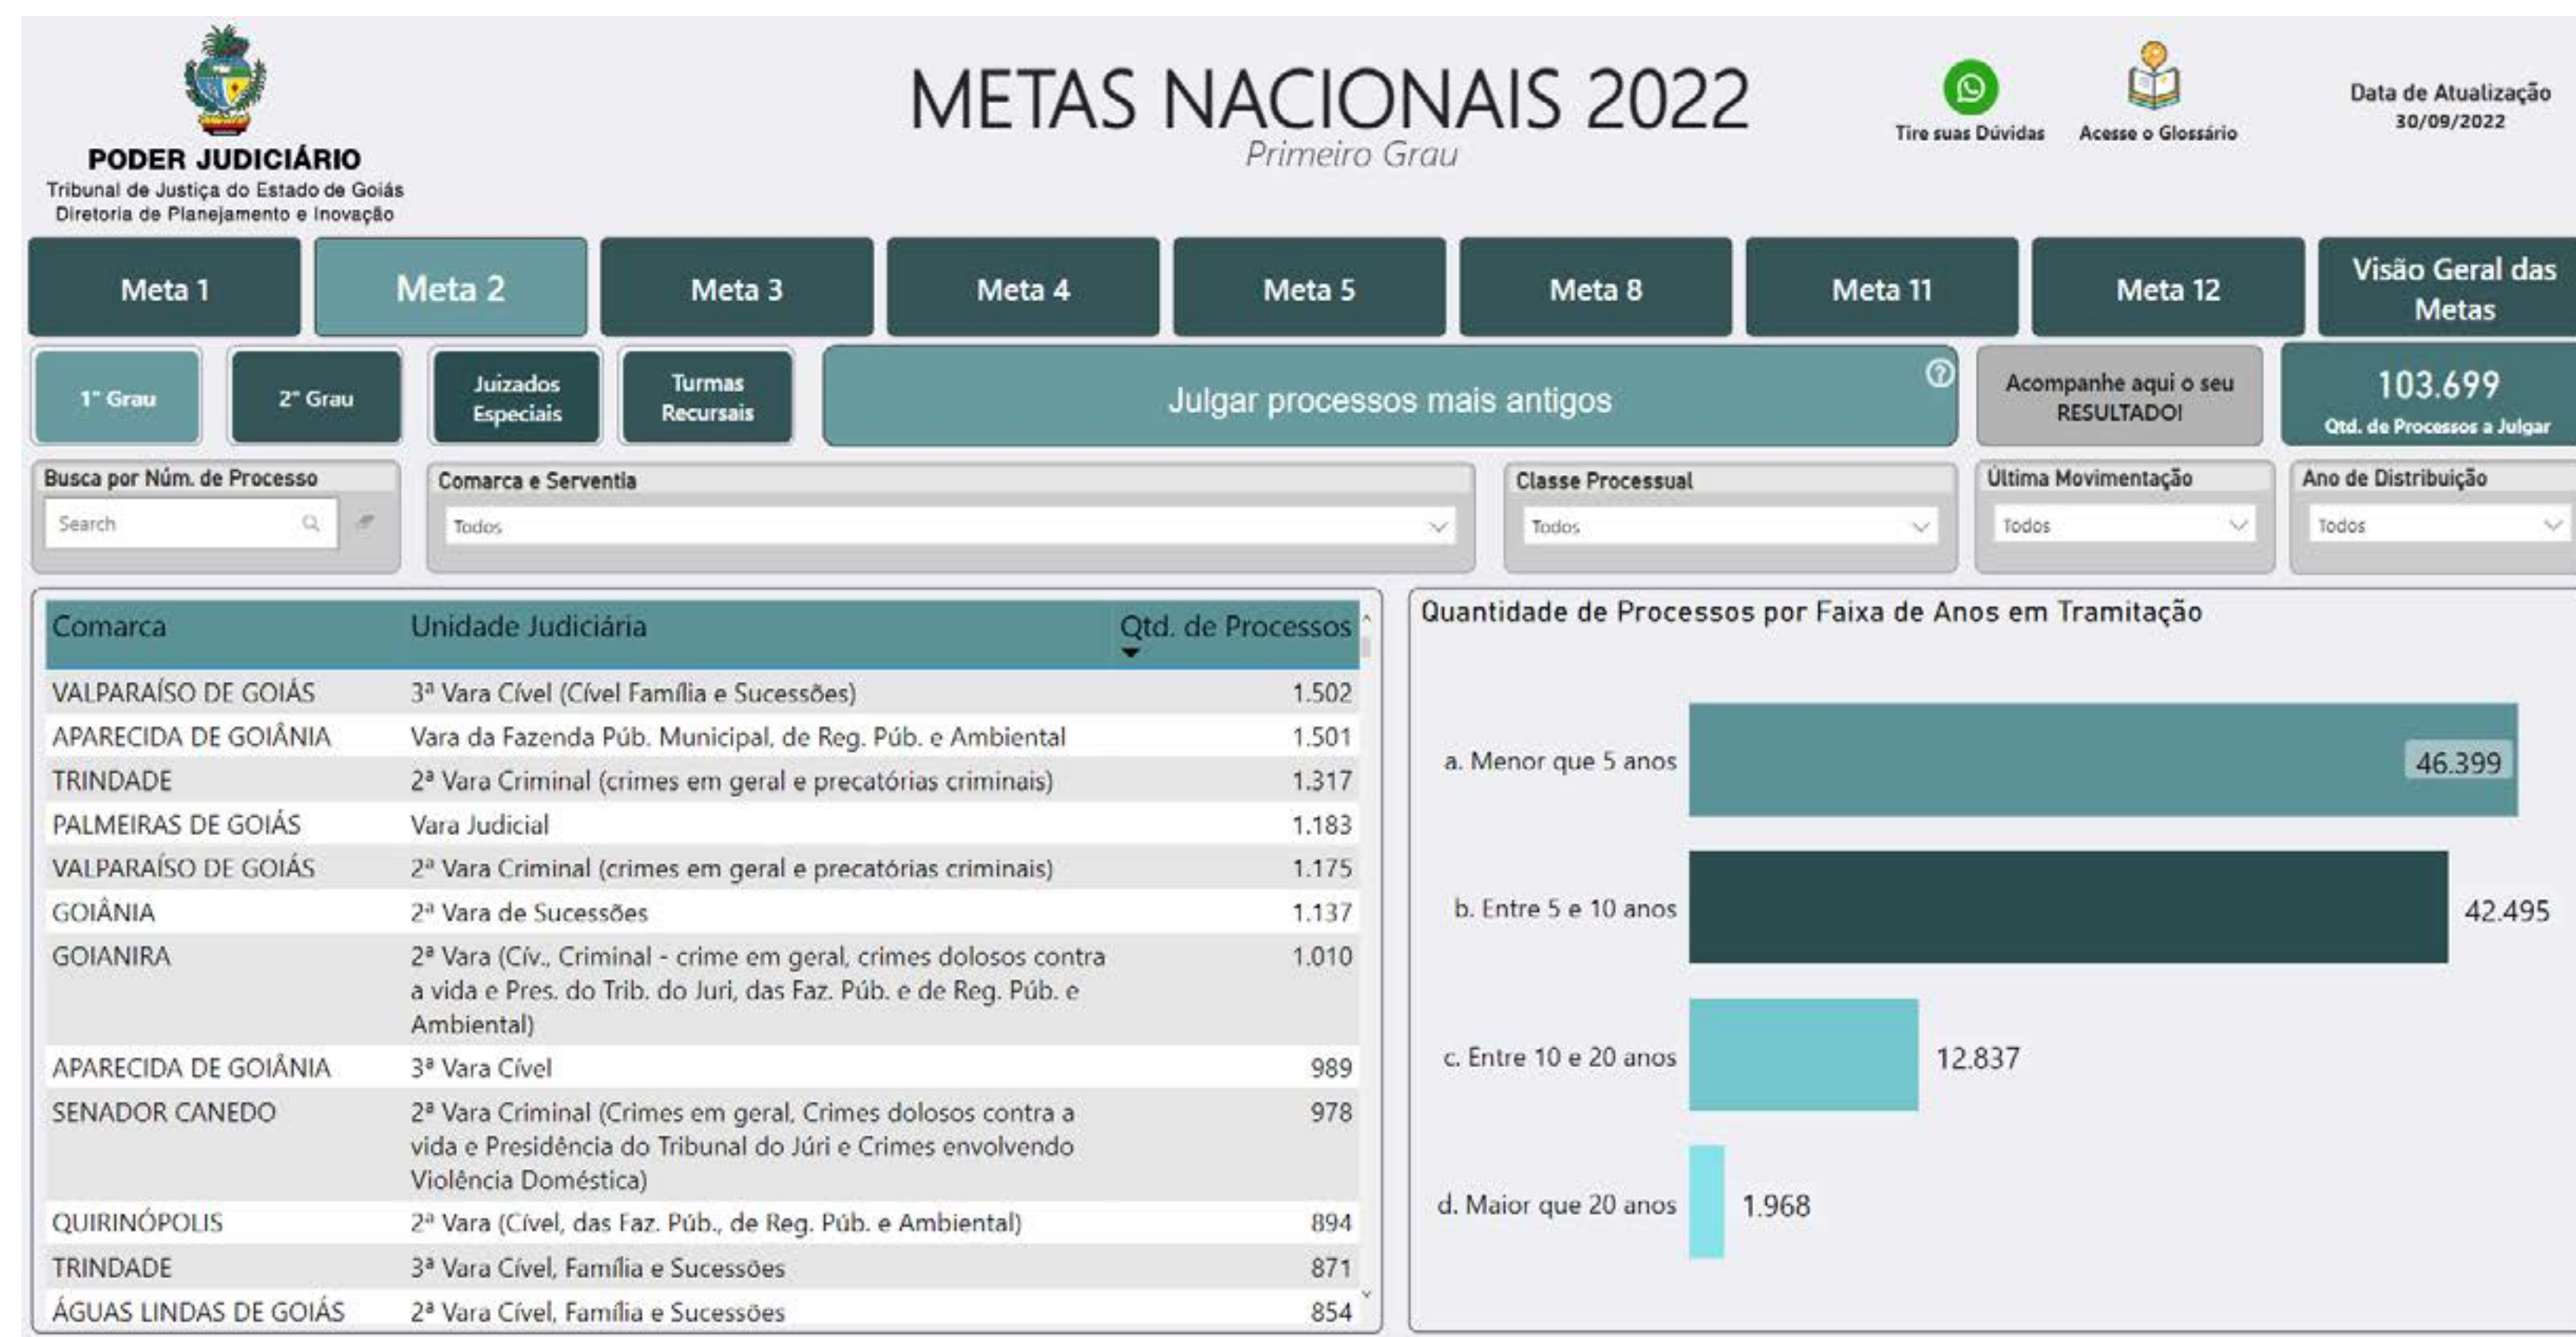 PODER JUDICIÁRIO
Tribunal de Justiça do Estado de Goiás
Diretoria de Planejamento e Inovação
METAS NACIONAIS 2022
Primeiro Grau
Tire suas Dúvidas
Acesse o Glossário
Data de Atualização
30/09/2022
Meta 1
Meta 2
Meta 3
Meta 4
Meta 5
Meta 8
Meta 11
Meta 12
Visão Geral das
Metas
1° Grau
2° Grau
Juizados
Especiais
Turmas
Recursais
Julgar processos mais antigos
?
Acompanhe aqui o seu
RESULTADO!
103.699
Qtd. de Processos a Julgar
Busca por Núm. de Processo
Search
Comarca e Serventia
Todos
Classe Processual
Todos
Última Movimentação
Todos
Ano de Distribuição
Todos
Comarca Unidade Judiciária Qtd. de Processos
VALPARAÍSO DE GOIÁS 3ª Vara Cível (Cível Família e Sucessões) 1.502
APARECIDA DE GOIÂNIA Vara da Fazenda Púb. Municipal, de Reg. Púb. e Ambiental 1.501
TRINDADE 2ª Vara Criminal (crimes em geral e precatórias criminais) 1.317
PALMEIRAS DE GOIÁS Vara Judicial 1.183
VALPARAÍSO DE GOIÁS 2ª Vara Criminal (crimes em geral e precatórias criminais) 1.175
GOIÂNIA 2ª Vara de Sucessões 1.137
GOIANIRA 2ª Vara (Cív., Criminal - crime em geral, crimes dolosos contra 1.010
a vida e Pres. do Trib. do Juri, das Faz. Púb. e de Reg. Púb. e
Ambiental)
APARECIDA DE GOIÂNIA 3ª Vara Cível 989
SENADOR CANEDO 2ª Vara Criminal (Crimes em geral, Crimes dolosos contra a 978
vida e Presidência do Tribunal do Júri e Crimes envolvendo
Violência Doméstica)
QUIRINÓPOLIS 2ª Vara (Cível, das Faz. Púb., de Reg. Púb. e Ambiental) 894
TRINDADE 3ª Vara Cível, Família e Sucessões 871
ÁGUAS LINDAS DE GOIÁS 2ª Vara Cível, Família e Sucessões 854
Quantidade de Processos por Faixa de Anos em Tramitação
a. Menor que 5 anos 46.399
b. Entre 5 e 10 anos 42.495
c. Entre 10 e 20 anos 12.837
d. Maior que 20 anos 1.968